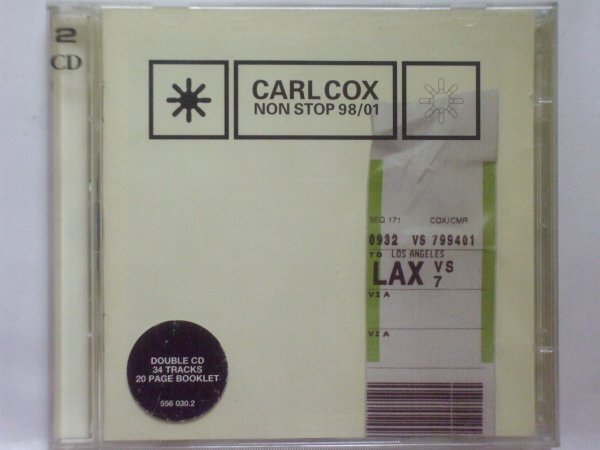 2
CD
CARL COX
NON STOP 98/01
SEQ 171 COX/CMR
0932 VS 799401
TO LOS ANGELES
LAX VS
7
VIA
VIA
DOUBLE CD
34 TRACKS
20 PAGE BOOKLET
556 030.2